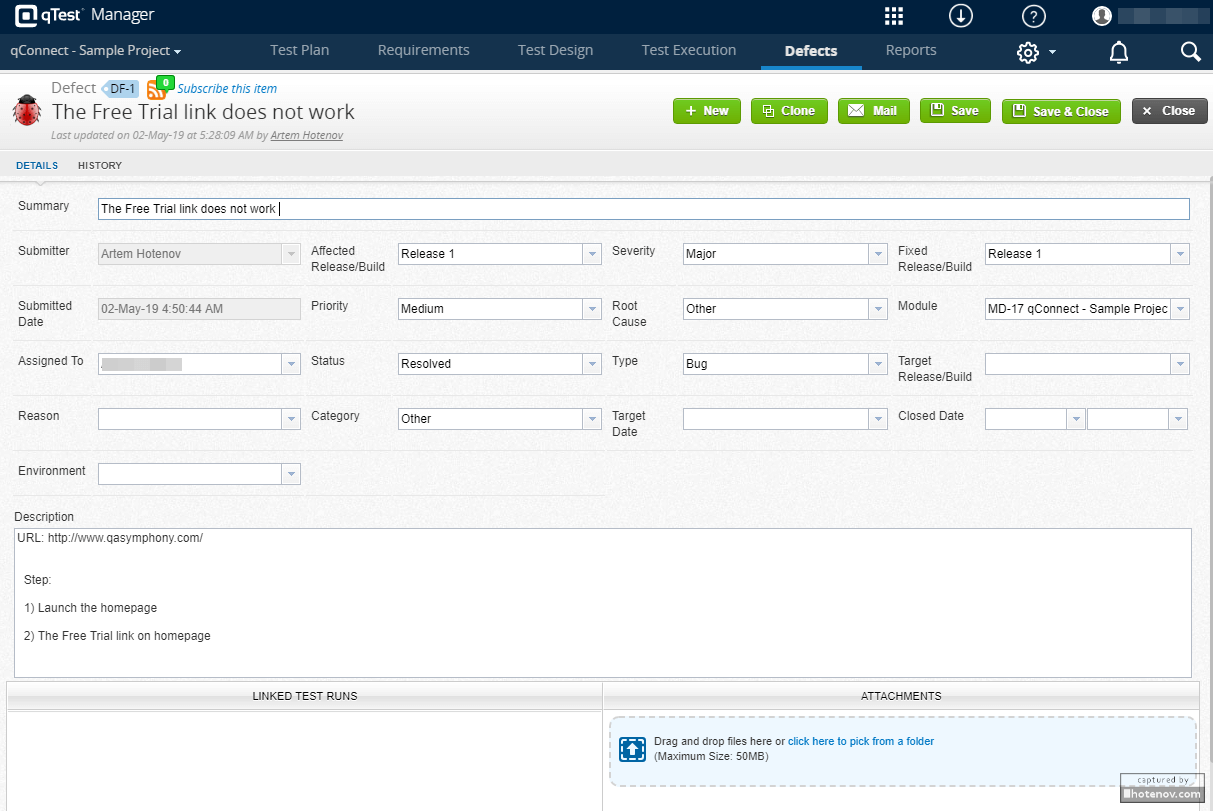 qTest Manager
?
qConnect - Sample Project
Test Plan
Requirements
Test Design
Test Execution
Defects
Reports
Defect DF-1 0 Subscribe this item
The Free Trial link does not work
Last updated on 02-May-19 at 5:28:09 AM by Artem Hotenov
+ New
Clone
Mail
Save
Save & Close
× Close
DETAILS
HISTORY
Summary
The Free Trial link does not work
Submitter
Artem Hotenov
Affected
Release/Build
Release 1
Severity
Major
Fixed
Release/Build
Release 1
Submitted
Date
02-May-19 4:50:44 AM
Priority
Medium
Root
Cause
Other
Module
MD-17 qConnect - Sample Projec
Assigned To
Status
Resolved
Type
Bug
Target
Release/Build
Reason
Category
Other
Target
Date
Closed Date
Environment
Description
URL: http://www.qasymphony.com/
Step:
1) Launch the homepage
2) The Free Trial link on homepage
LINKED TEST RUNS
ATTACHMENTS
Drag and drop files here or click here to pick from a folder
(Maximum Size: 50MB)
captured by
hotenov.com